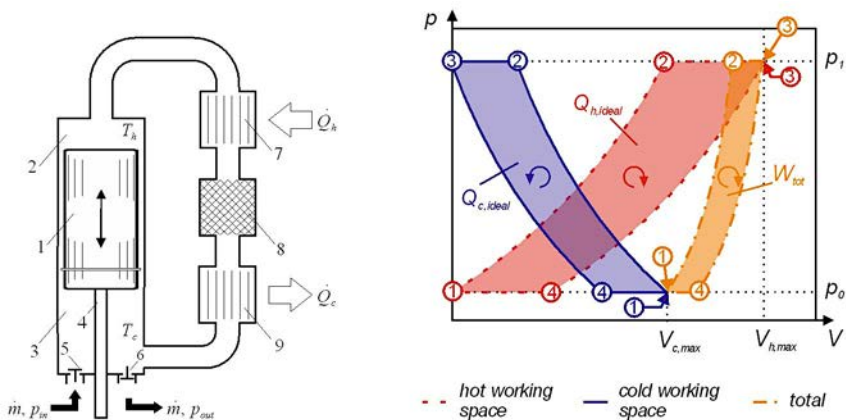 T_h
2
7
Q̇_h
1
8
4
3
T_c
9
Q̇_c
5
6
ṁ, p_in
ṁ, p_out
p
3
3
2
2
2
p_1
3
Q_h,ideal
Q_c,ideal
W_tot
1
1
4
4
4
p_0
1
V_c,max
V_h,max
V
hot working space
cold working space
total